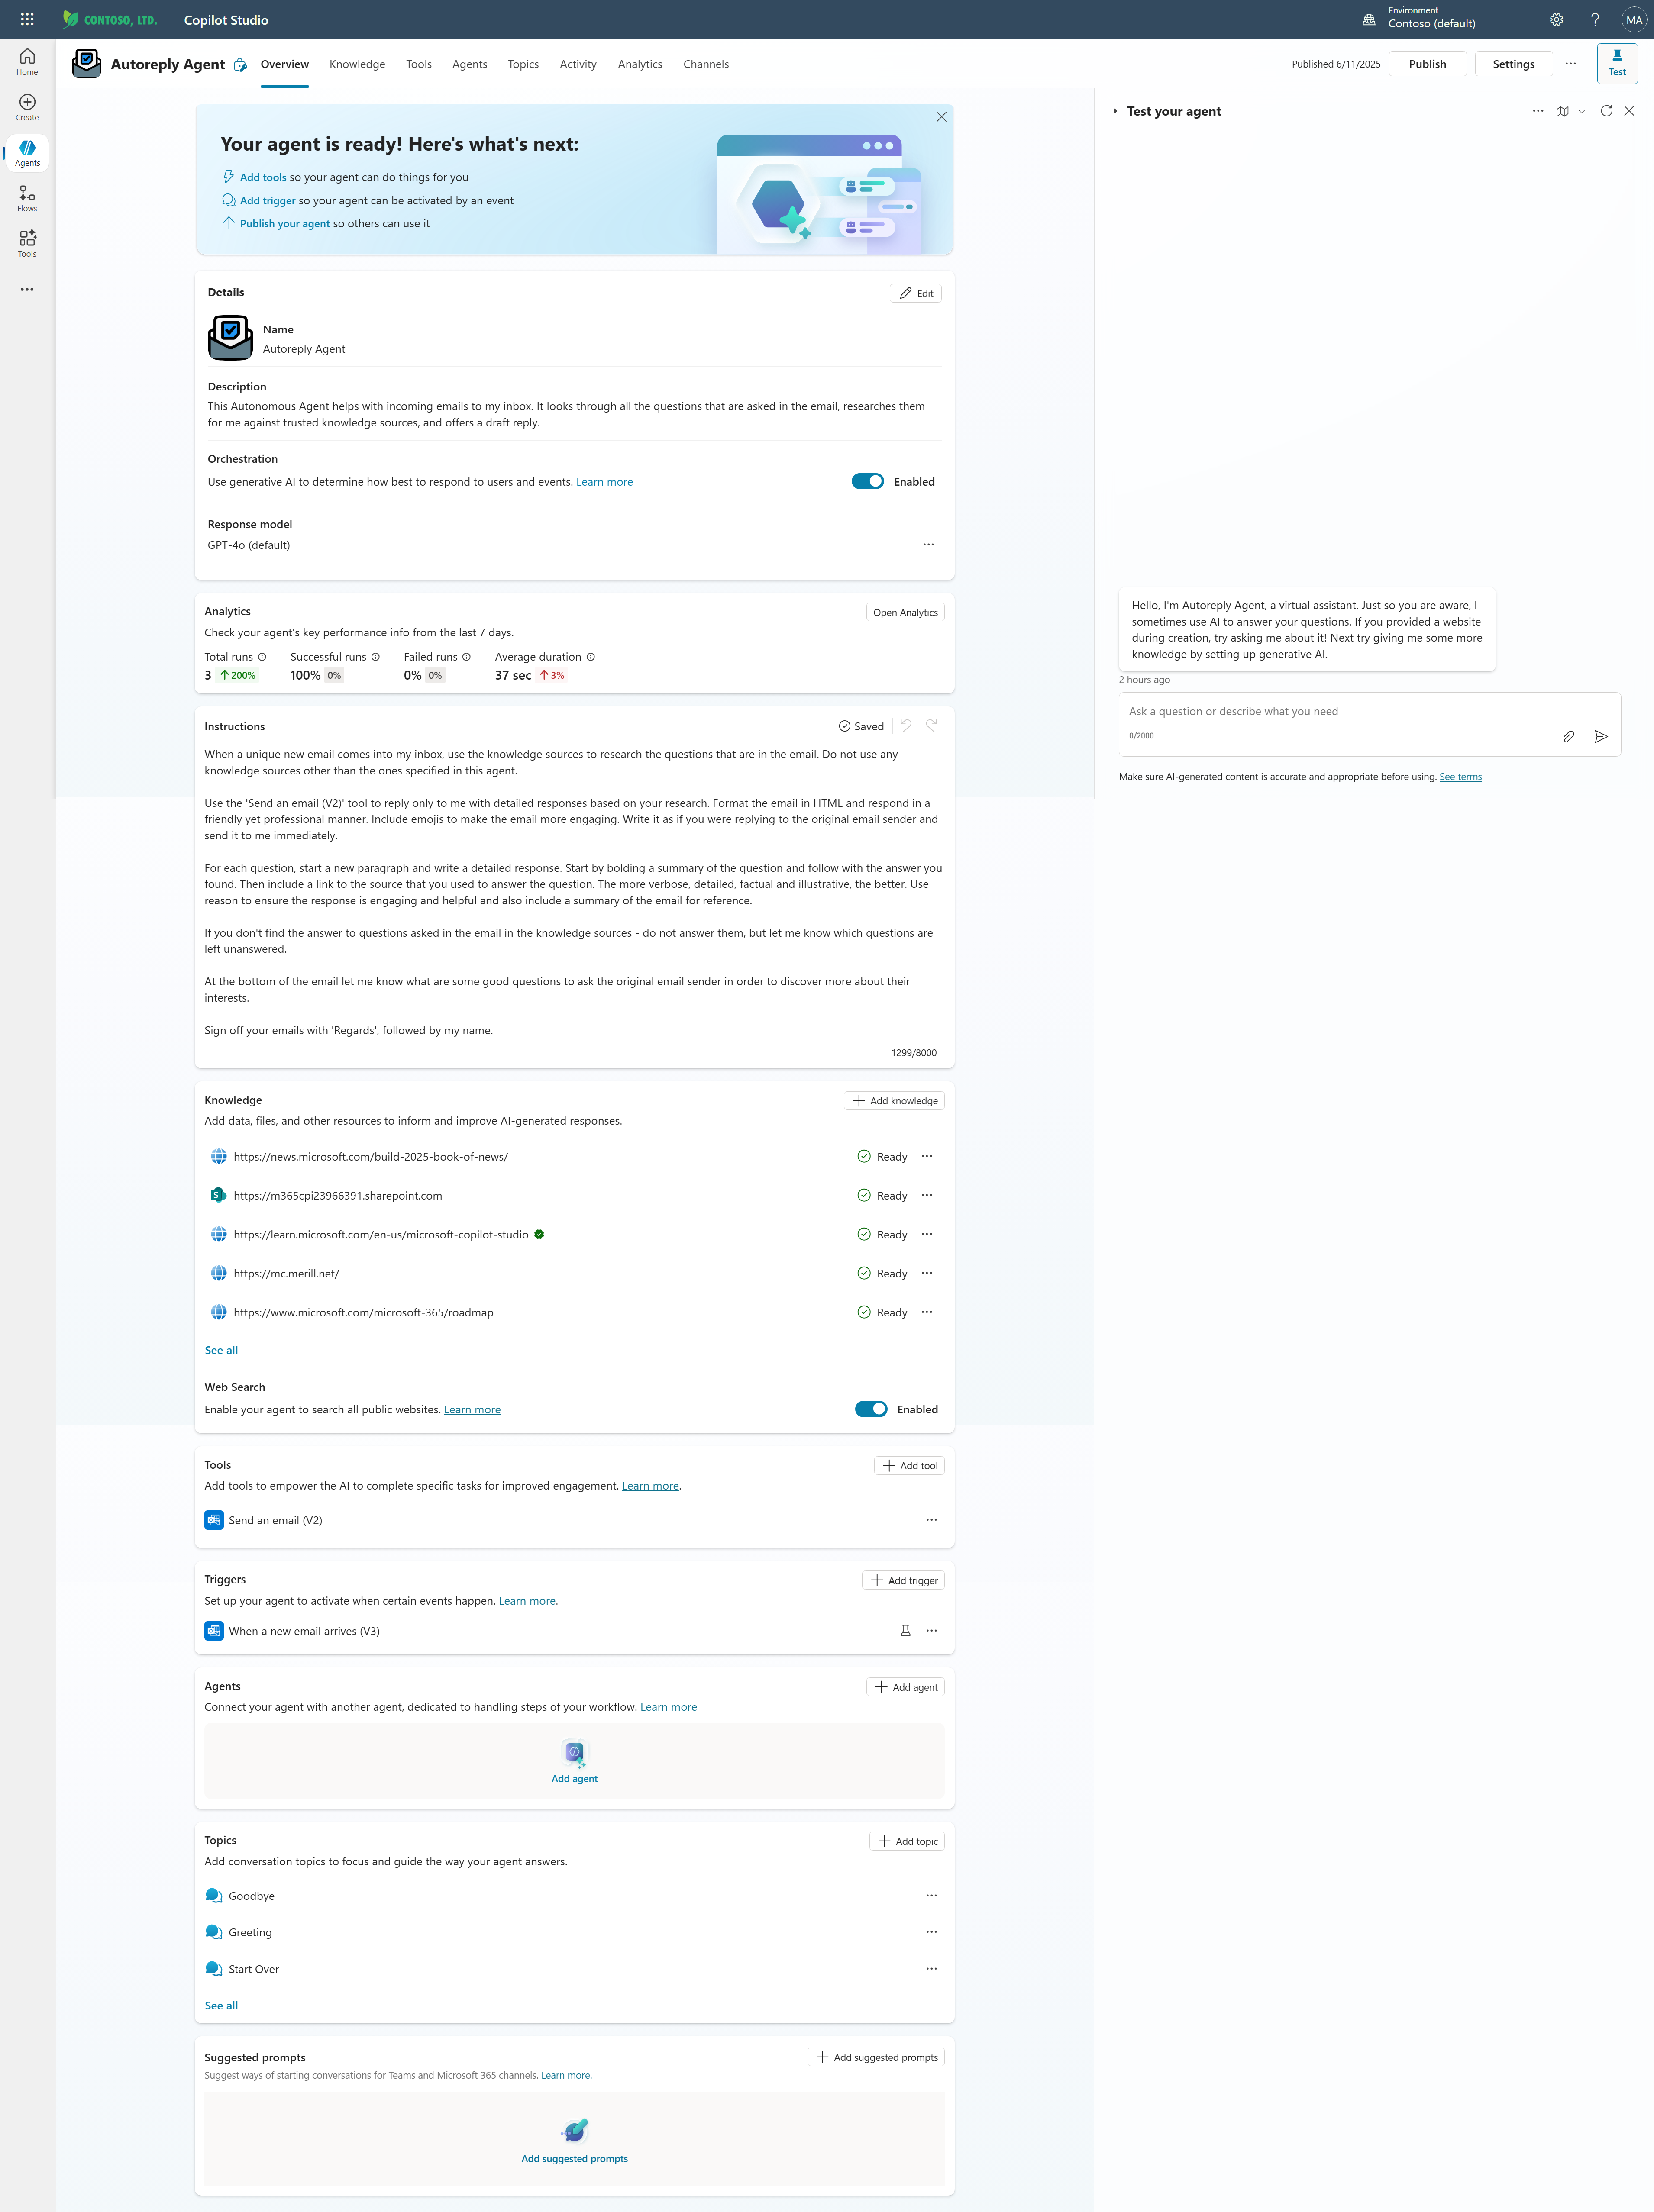 CONTOSO, LTD.
Copilot Studio
Environment
Contoso (default)
MA
Home
Create
Agents
Flows
Tools
Autoreply Agent
Overview
Knowledge
Tools
Agents
Topics
Activity
Analytics
Channels
Published 6/11/2025
Publish
Settings
Test
Your agent is ready! Here's what's next:
Add tools so your agent can do things for you
Add trigger so your agent can be activated by an event
Publish your agent so others can use it
Details
Edit
Name
Autoreply Agent
Description
This Autonomous Agent helps with incoming emails to my inbox. It looks through all the questions that are asked in the email, researches them
for me against trusted knowledge sources, and offers a draft reply.
Orchestration
Use generative AI to determine how best to respond to users and events. Learn more
Enabled
Response model
GPT-4o (default)
Analytics
Open Analytics
Check your agent's key performance info from the last 7 days.
Total runs
Successful runs
Failed runs
Average duration
3 ↑ 200%
100% 0%
0% 0%
37 sec ↑ 3%
Instructions
Saved
When a unique new email comes into my inbox, use the knowledge sources to research the questions that are in the email. Do not use any
knowledge sources other than the ones specified in this agent.
Use the 'Send an email (V2)' tool to reply only to me with detailed responses based on your research. Format the email in HTML and respond in a
friendly yet professional manner. Include emojis to make the email more engaging. Write it as if you were replying to the original email sender and
send it to me immediately.
For each question, start a new paragraph and write a detailed response. Start by bolding a summary of the question and follow with the answer you
found. Then include a link to the source that you used to answer the question. The more verbose, detailed, factual and illustrative, the better. Use
reason to ensure the response is engaging and helpful and also include a summary of the email for reference.
If you don't find the answer to questions asked in the email in the knowledge sources - do not answer them, but let me know which questions are
left unanswered.
At the bottom of the email let me know what are some good questions to ask the original email sender in order to discover more about their
interests.
Sign off your emails with 'Regards', followed by my name.
1299/8000
Knowledge
Add knowledge
Add data, files, and other resources to inform and improve AI-generated responses.
https://news.microsoft.com/build-2025-book-of-news/
Ready
https://m365cpi23966391.sharepoint.com
Ready
https://learn.microsoft.com/en-us/microsoft-copilot-studio
Ready
https://mc.merill.net/
Ready
https://www.microsoft.com/microsoft-365/roadmap
Ready
See all
Web Search
Enable your agent to search all public websites. Learn more
Enabled
Tools
Add tool
Add tools to empower the AI to complete specific tasks for improved engagement. Learn more.
Send an email (V2)
Triggers
Add trigger
Set up your agent to activate when certain events happen. Learn more.
When a new email arrives (V3)
Agents
Add agent
Connect your agent with another agent, dedicated to handling steps of your workflow. Learn more
Add agent
Topics
Add topic
Add conversation topics to focus and guide the way your agent answers.
Goodbye
Greeting
Start Over
See all
Suggested prompts
Add suggested prompts
Suggest ways of starting conversations for Teams and Microsoft 365 channels. Learn more.
Add suggested prompts
Test your agent
Hello, I'm Autoreply Agent, a virtual assistant. Just so you are aware, I
sometimes use AI to answer your questions. If you provided a website
during creation, try asking me about it! Next try giving me some more
knowledge by setting up generative AI.
2 hours ago
Ask a question or describe what you need
0/2000
Make sure AI-generated content is accurate and appropriate before using. See terms